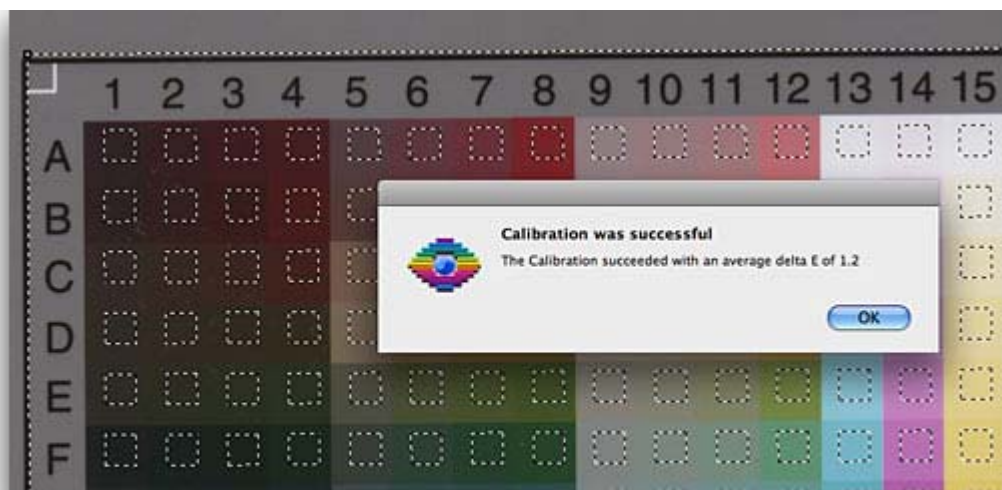 1 2 3 4 5 6 7 8 9 10 11 12 13 14 15
A
B
Calibration was successful
The Calibration succeeded with an average delta E of 1.2
C
OK
D
E
F